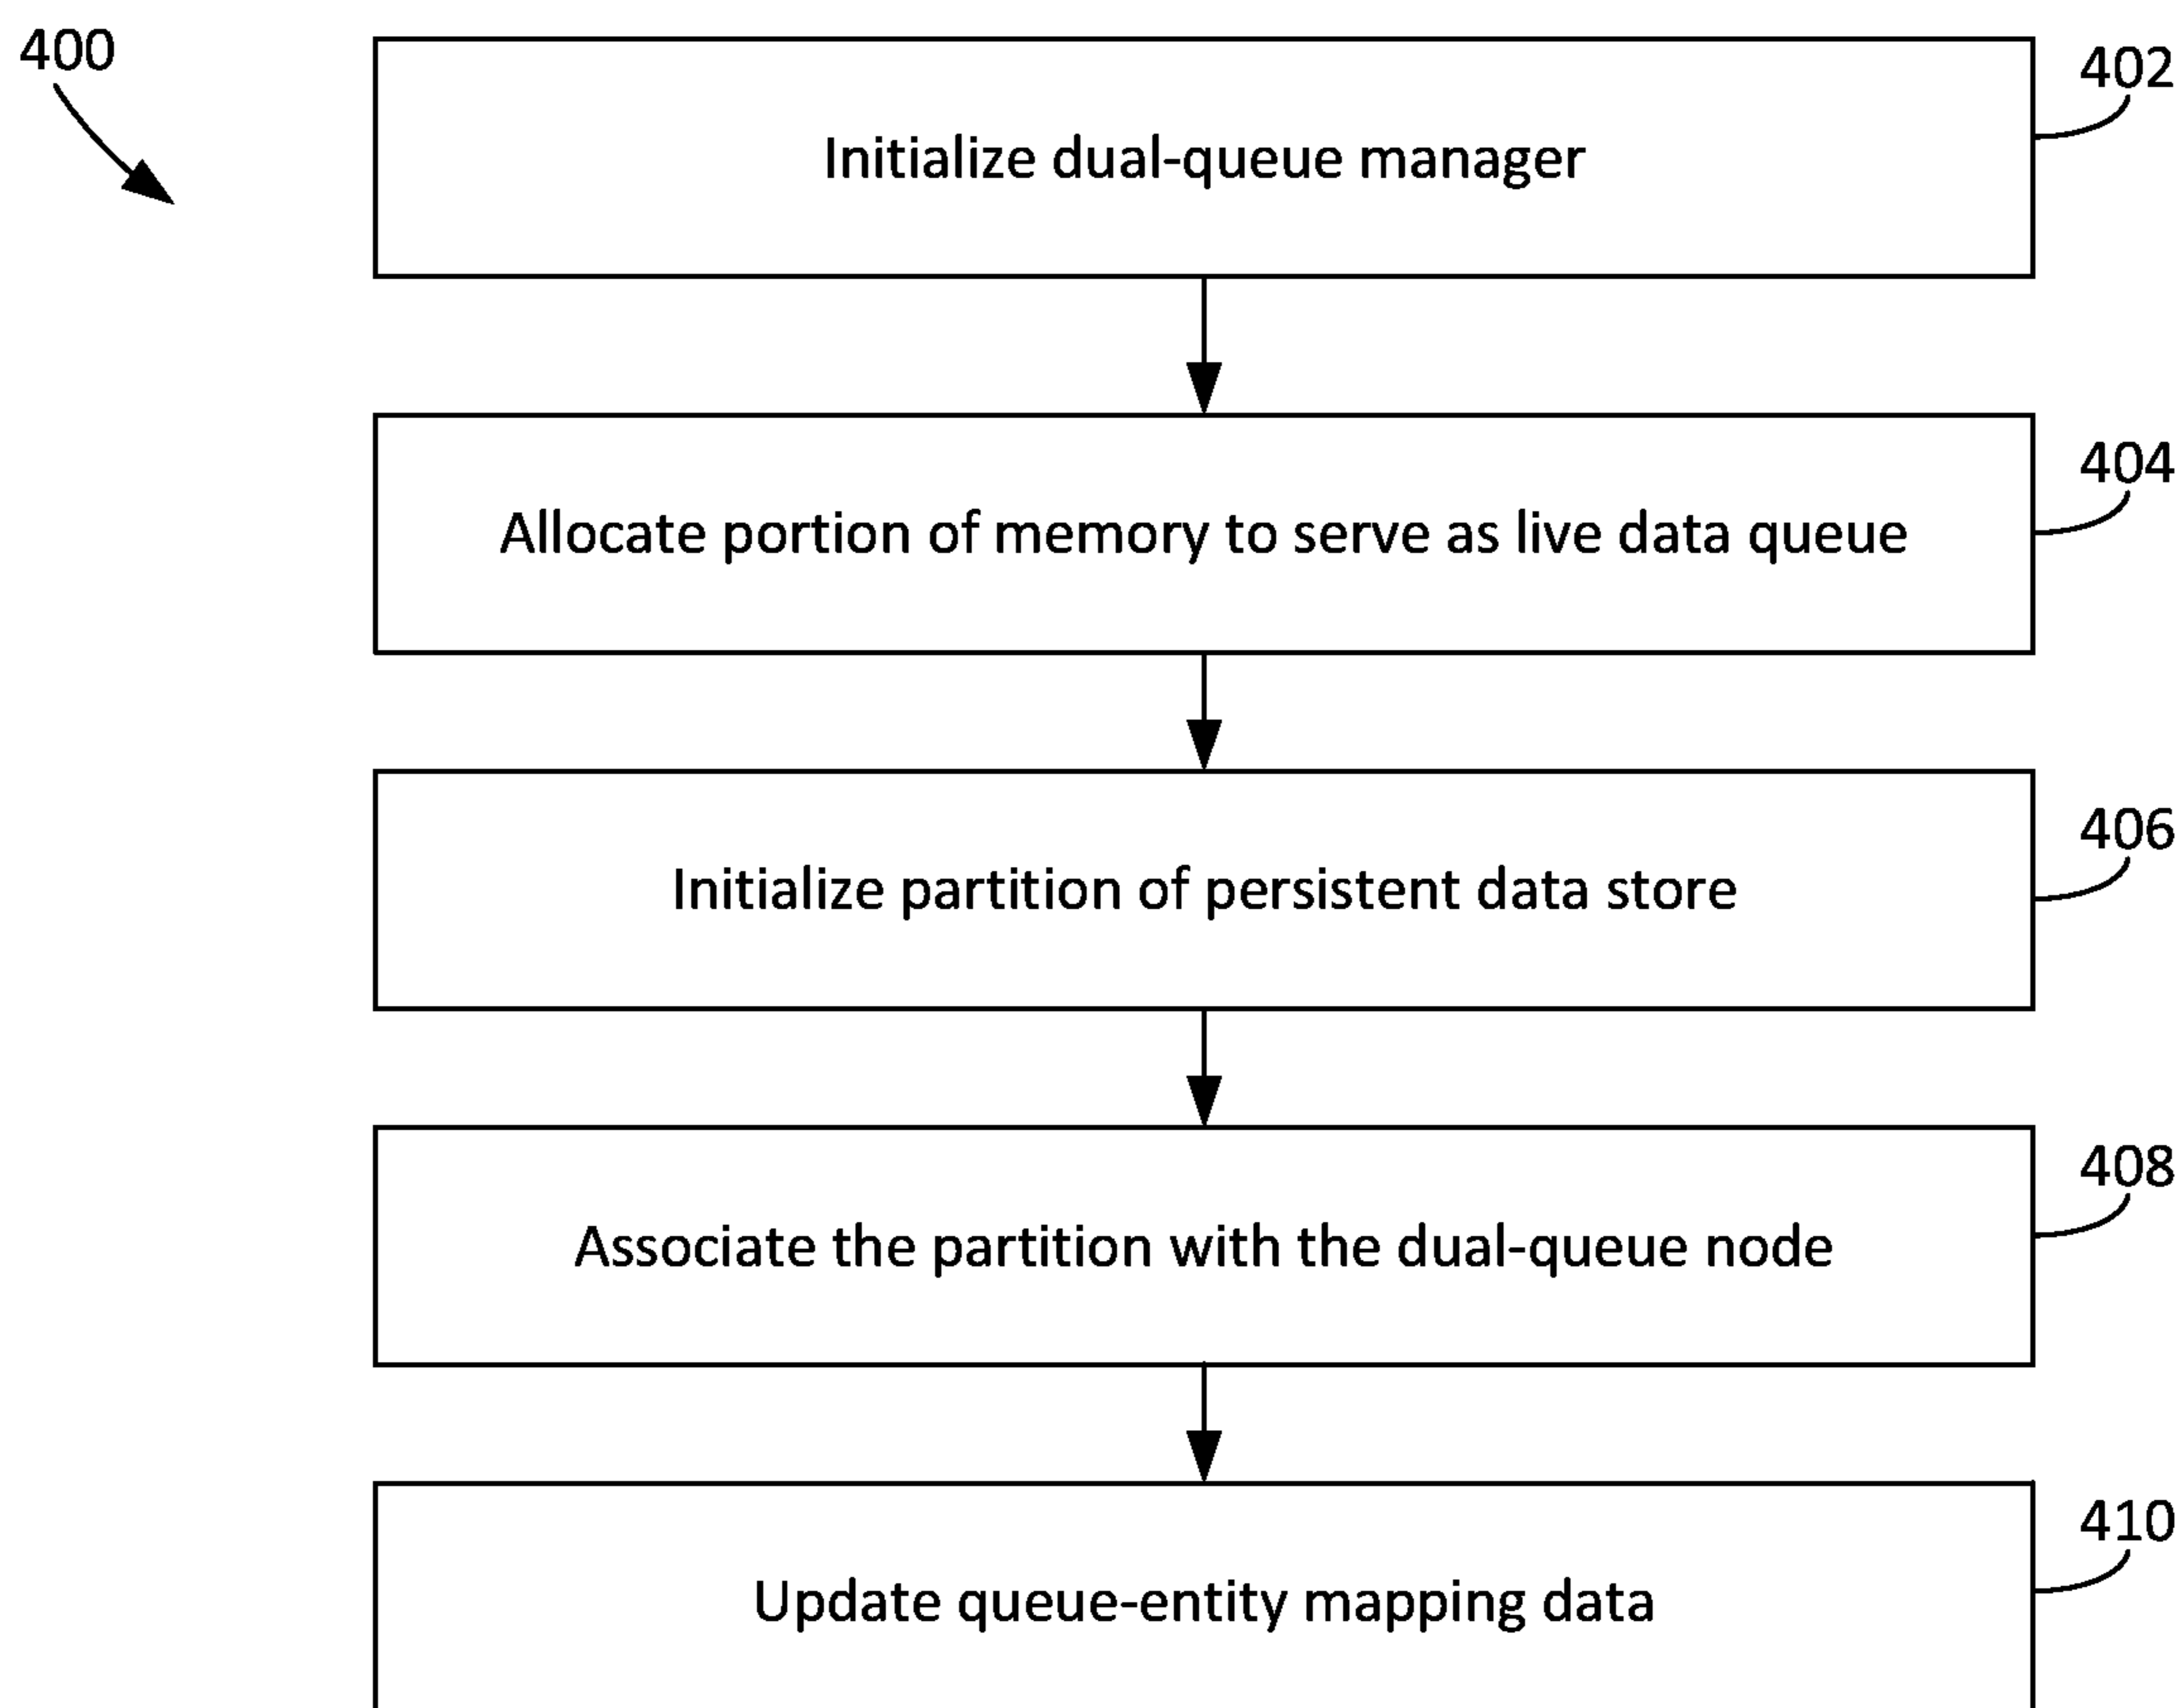 400
402
Initialize dual-queue manager
404
Allocate portion of memory to serve as live data queue
406
Initialize partition of persistent data store
408
Associate the partition with the dual-queue node
410
Update queue-entity mapping data